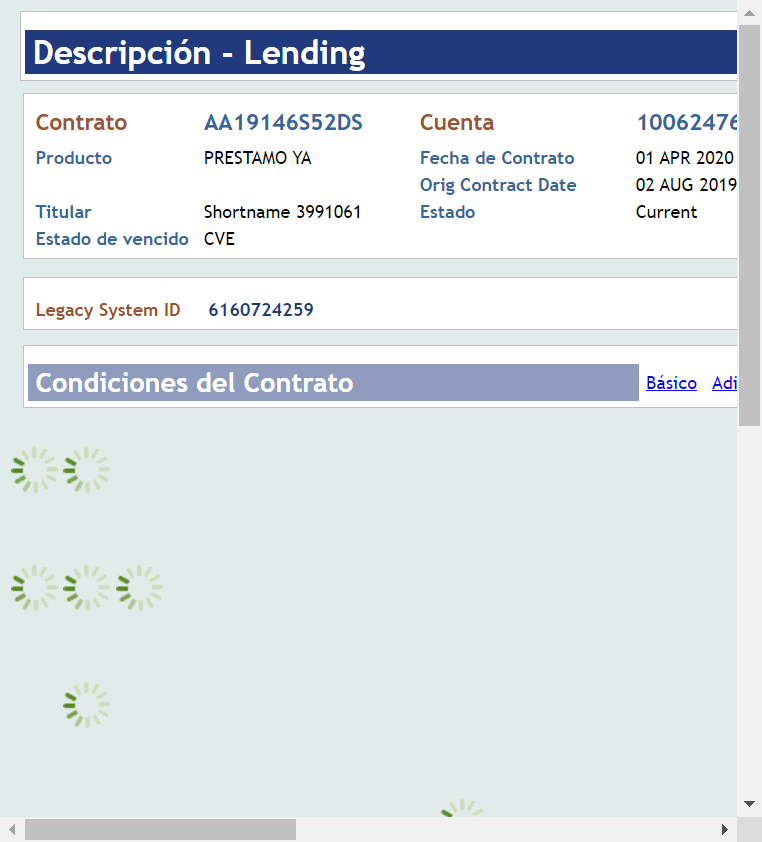 Descripción - Lending
Contrato AA19146S52DS Cuenta 10062476
Producto PRESTAMO YA Fecha de Contrato 01 APR 2020
Orig Contract Date 02 AUG 2019
Titular Shortname 3991061 Estado Current
Estado de vencido CVE
Legacy System ID 6160724259
Condiciones del Contrato Básico Adi